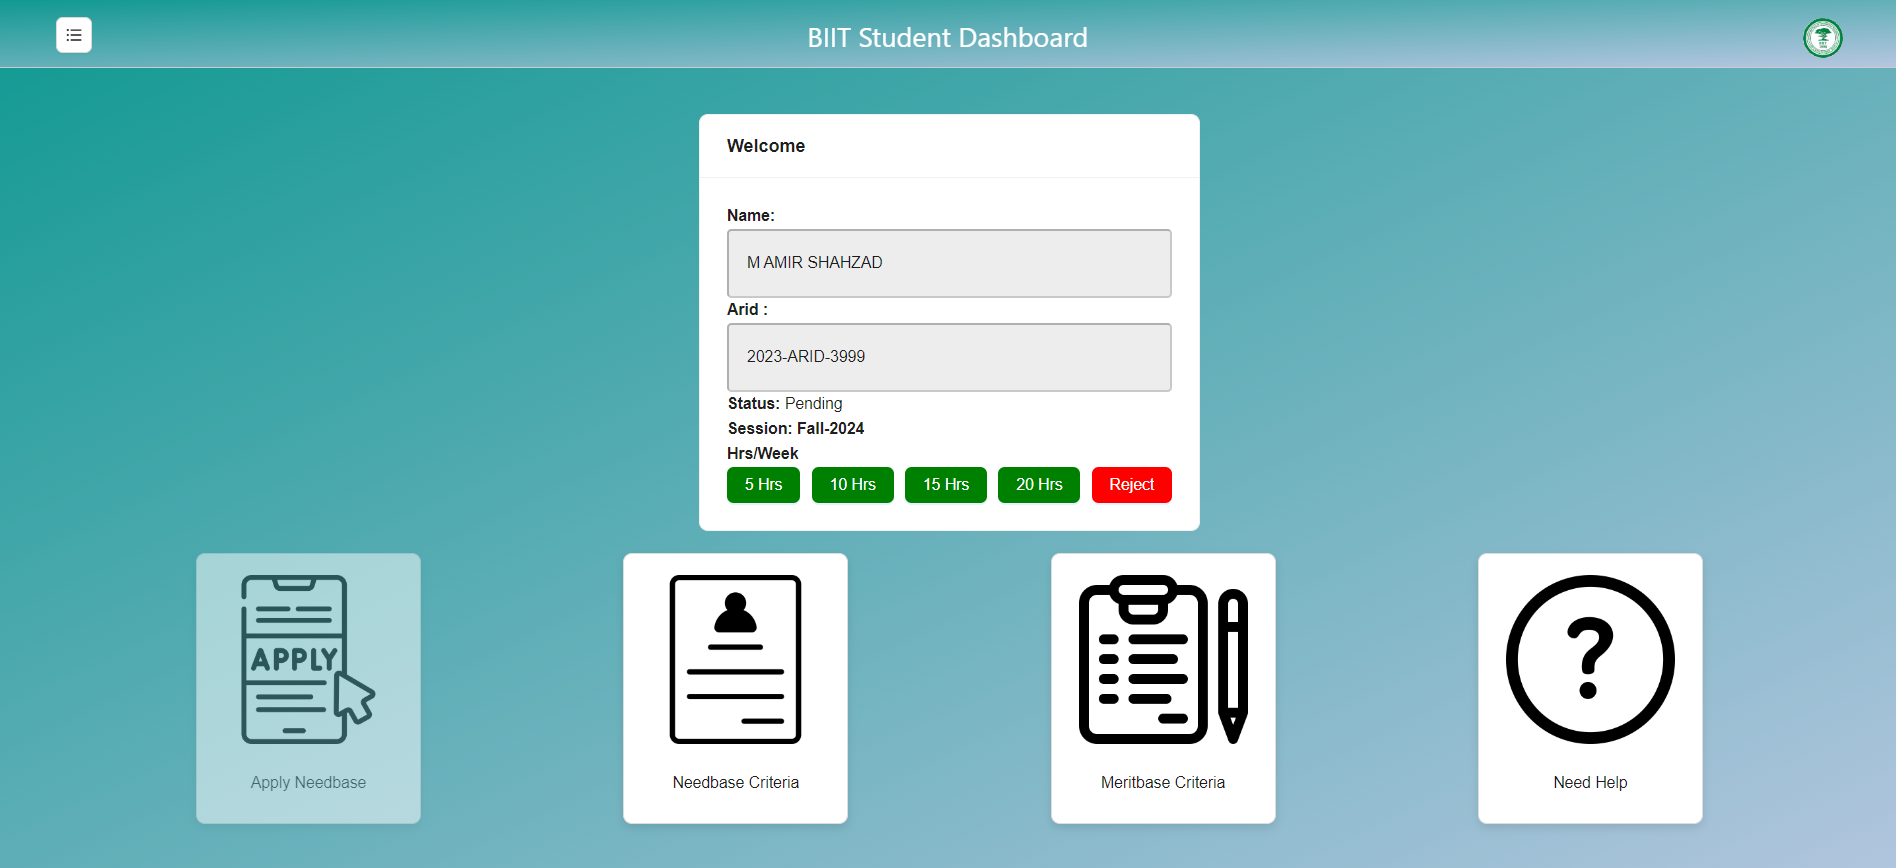 BIIT Student Dashboard
Welcome
Name:
M AMIR SHAHZAD
Arid :
2023-ARID-3999
Status: Pending
Session: Fall-2024
Hrs/Week
5 Hrs 10 Hrs 15 Hrs 20 Hrs Reject
APPLY
Apply Needbase
Needbase Criteria
Meritbase Criteria
?
Need Help